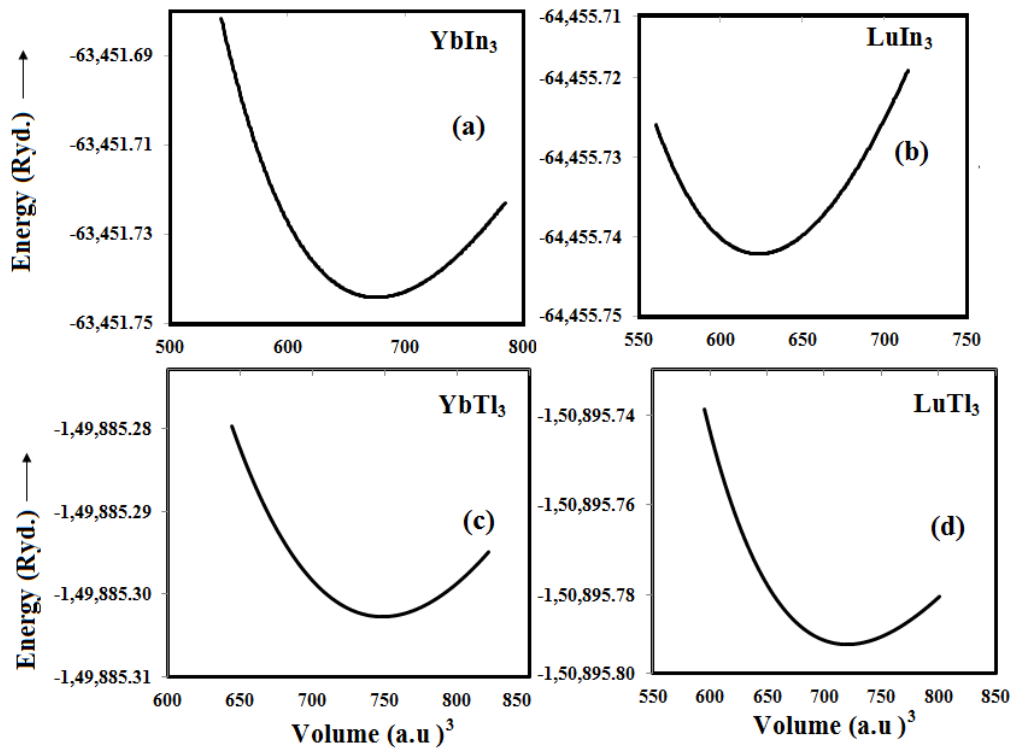 Energy (Ryd.)
-63,451.69
-63,451.71
-63,451.73
-63,451.75
YbIn3
(a)
500 600 700 800
-64,455.71
-64,455.72
-64,455.73
-64,455.74
-64,455.75
LuIn3
(b)
550 600 650 700 750
Energy (Ryd.)
-1,49,885.28
-1,49,885.29
-1,49,885.30
-1,49,885.31
YbTl3
(c)
600 650 700 750 800 850
Volume (a.u )3
-1,50,895.74
-1,50,895.76
-1,50,895.78
-1,50,895.80
LuTl3
(d)
550 600 650 700 750 800 850
Volume (a.u )3